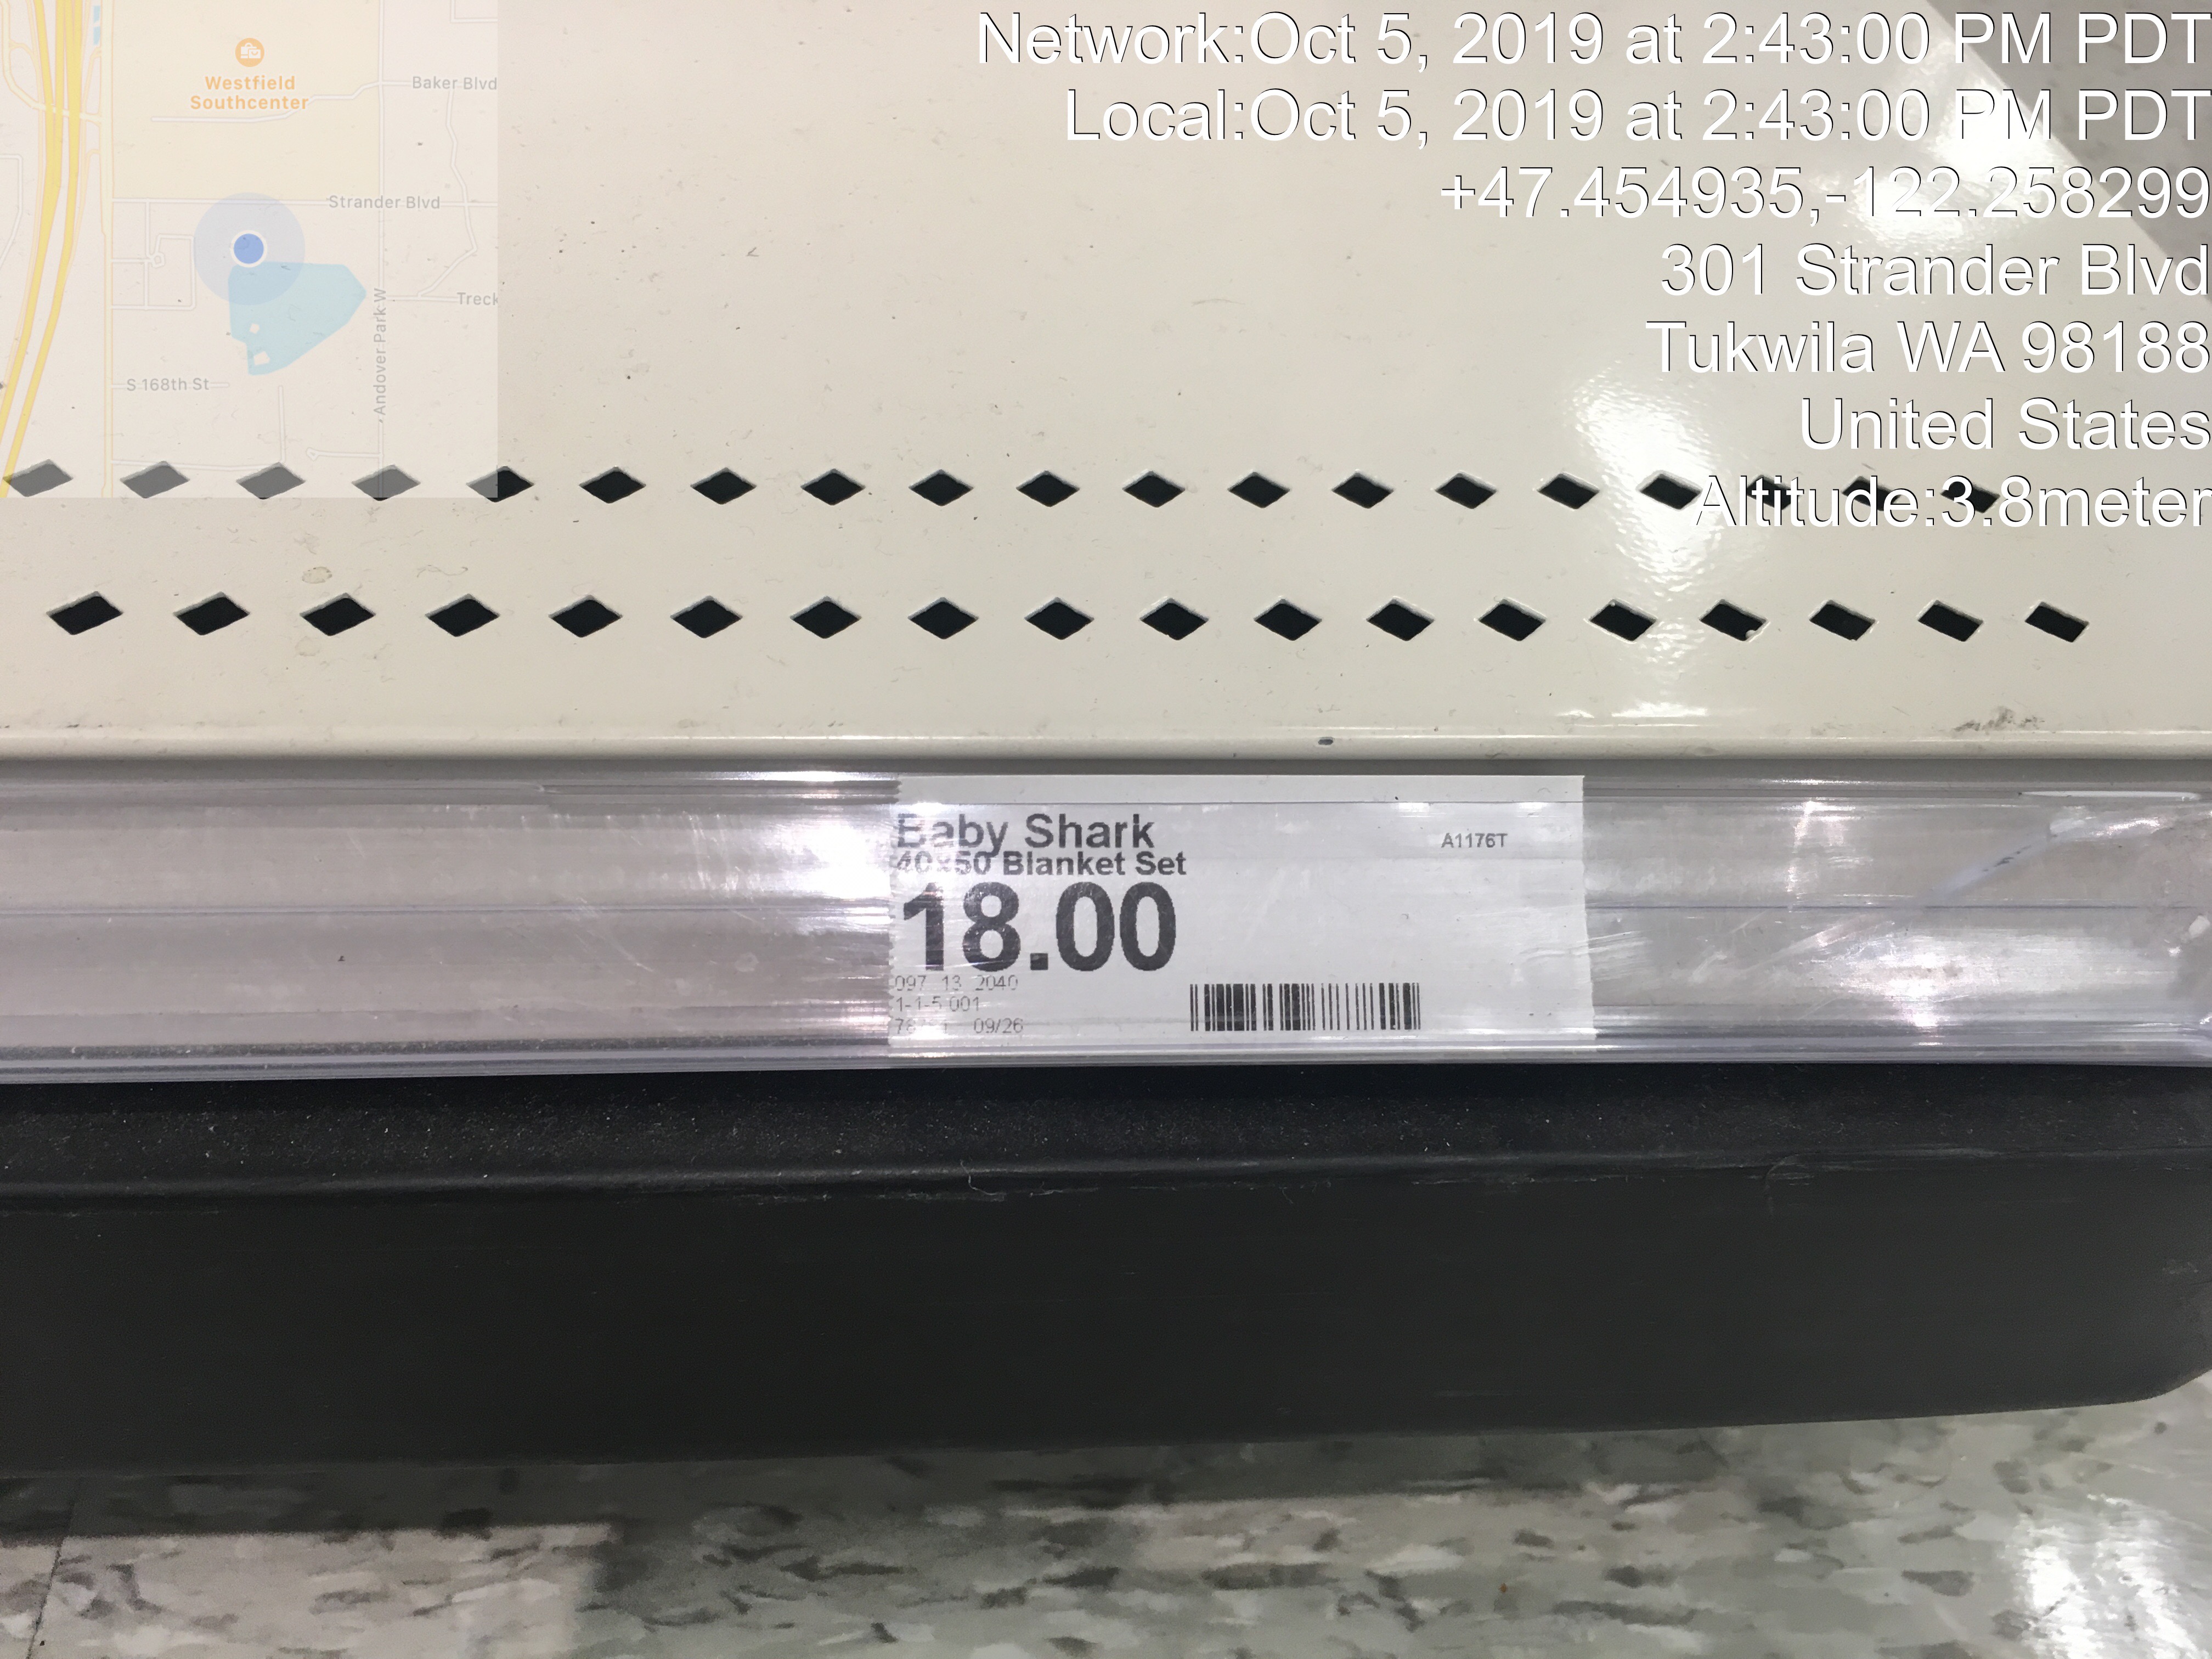 Network:Oct 5, 2019 at 2:43:00 PM PDT
Local:Oct 5, 2019 at 2:43:00 PM PDT
+47.454935,-122.258299
301 Strander Blvd
Tukwila WA 98188
United States
Altitude:3.8meter
Westfield
Southcenter
Baker Blvd
Strander Blvd
Treck
Andover Park W
S 168th St
Baby Shark
A1176T
40x50 Blanket Set
18.00
097 13 2040
1-1-5 001
09/26